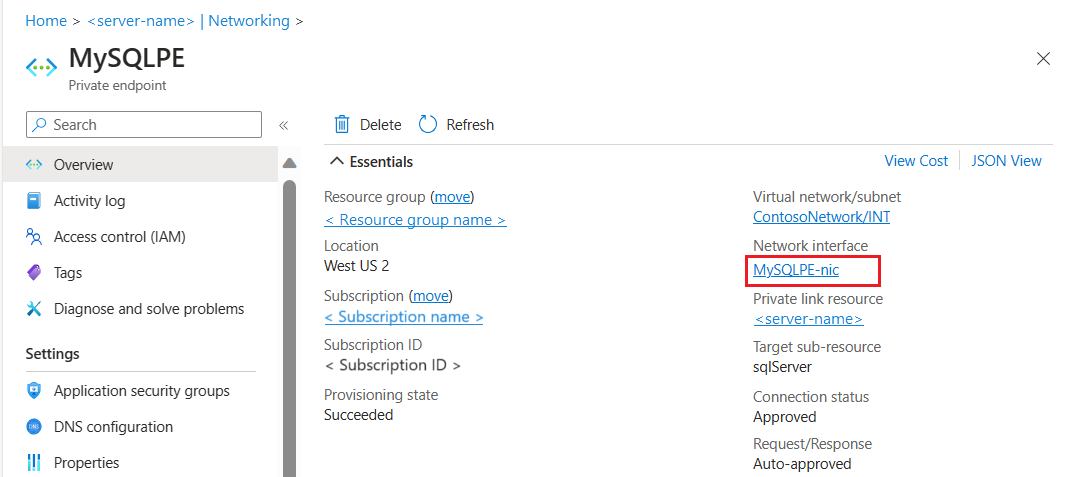 Home > <server-name> | Networking >
MySQLPE
Private endpoint
Search
«
Overview
Activity log
Access control (IAM)
Tags
Diagnose and solve problems
Settings
Application security groups
DNS configuration
Properties
Delete
Refresh
Essentials
View Cost
JSON View
Resource group (move)
< Resource group name >
Location
West US 2
Subscription (move)
< Subscription name >
Subscription ID
< Subscription ID >
Provisioning state
Succeeded
Virtual network/subnet
ContosoNetwork/INT
Network interface
MySQLPE-nic
Private link resource
<server-name>
Target sub-resource
sqlServer
Connection status
Approved
Request/Response
Auto-approved